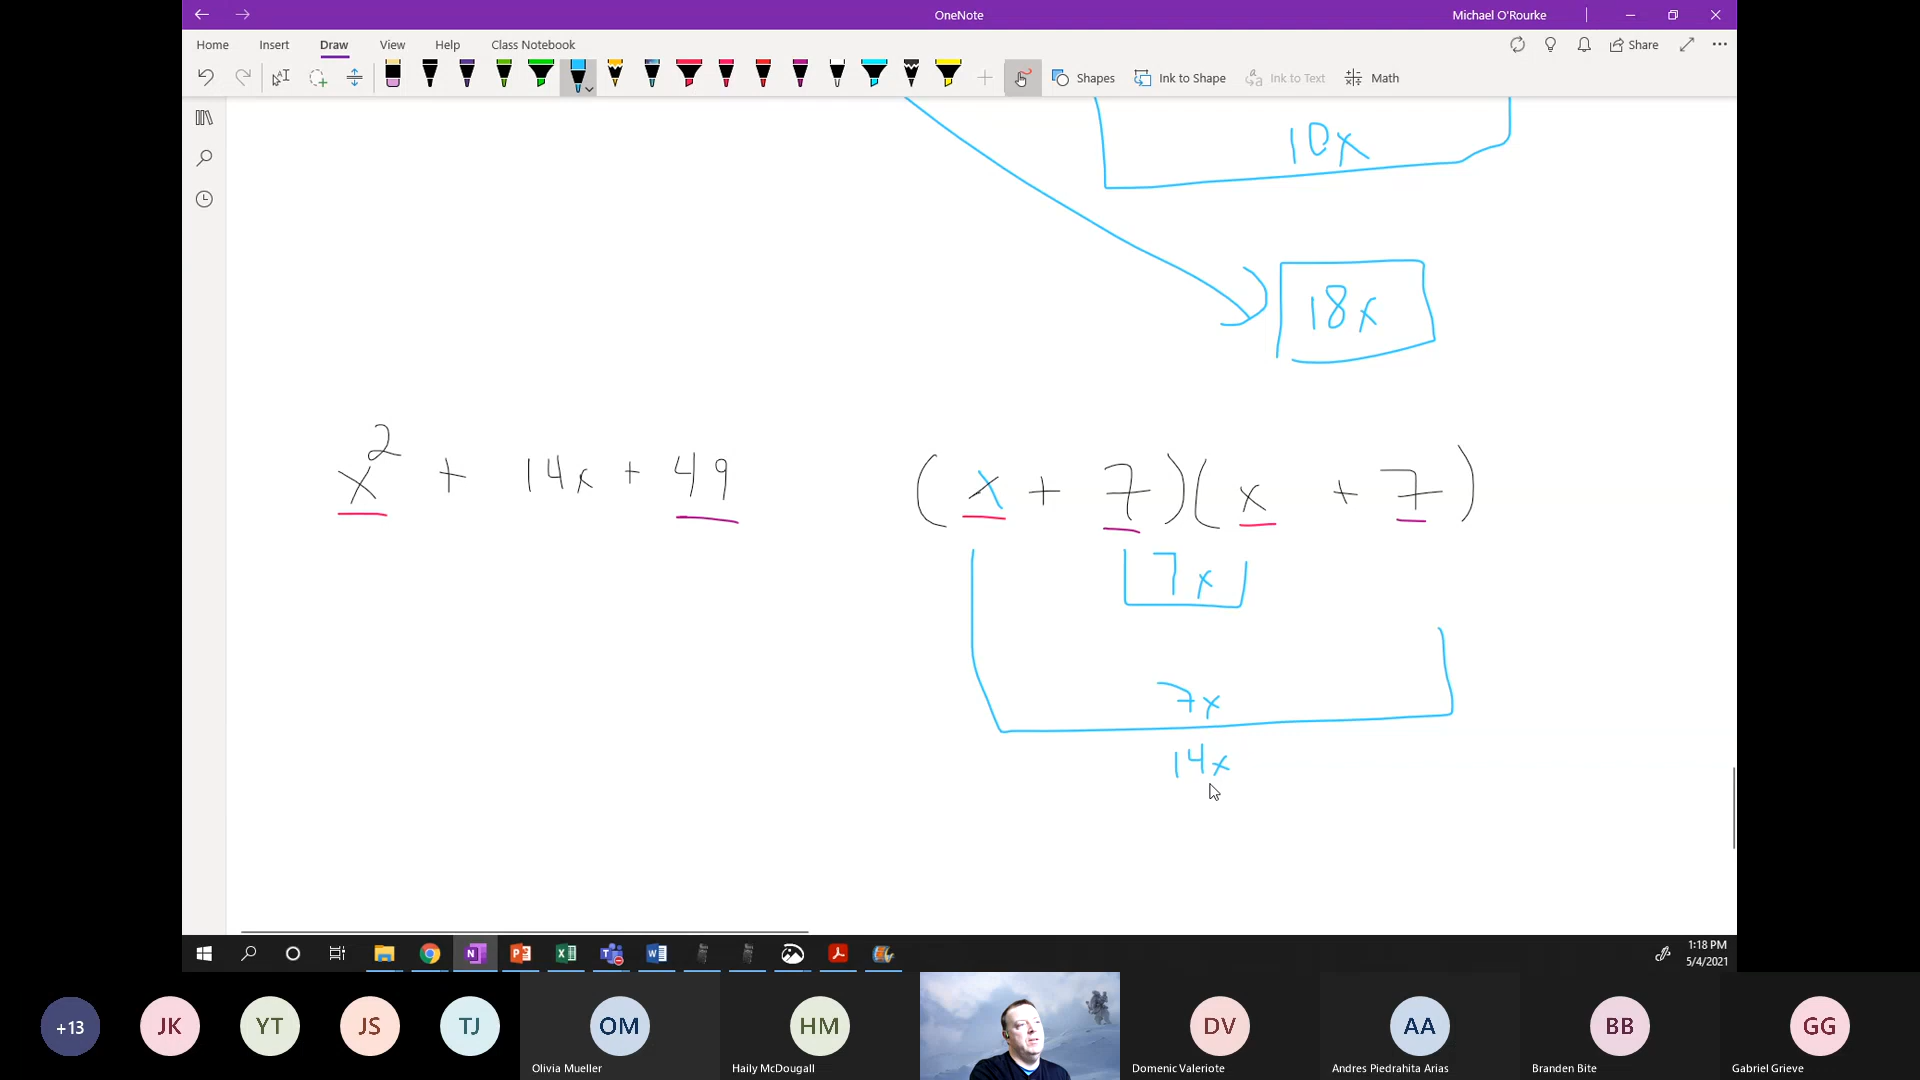 OneNote
Michael O'Rourke
Home Insert Draw View Help Class Notebook
Share
Shapes Ink to Shape Ink to Text Math
10x
18x
x² + 14x + 49 (x + 7)(x + 7)
7x
7x
14x
1:18 PM
5/4/2021
+13 JK YT JS TJ OM HM DV AA BB GG
Olivia Mueller Haily McDougall Domenic Valeriote Andres Piedrahita Arias Branden Bite Gabriel Grieve